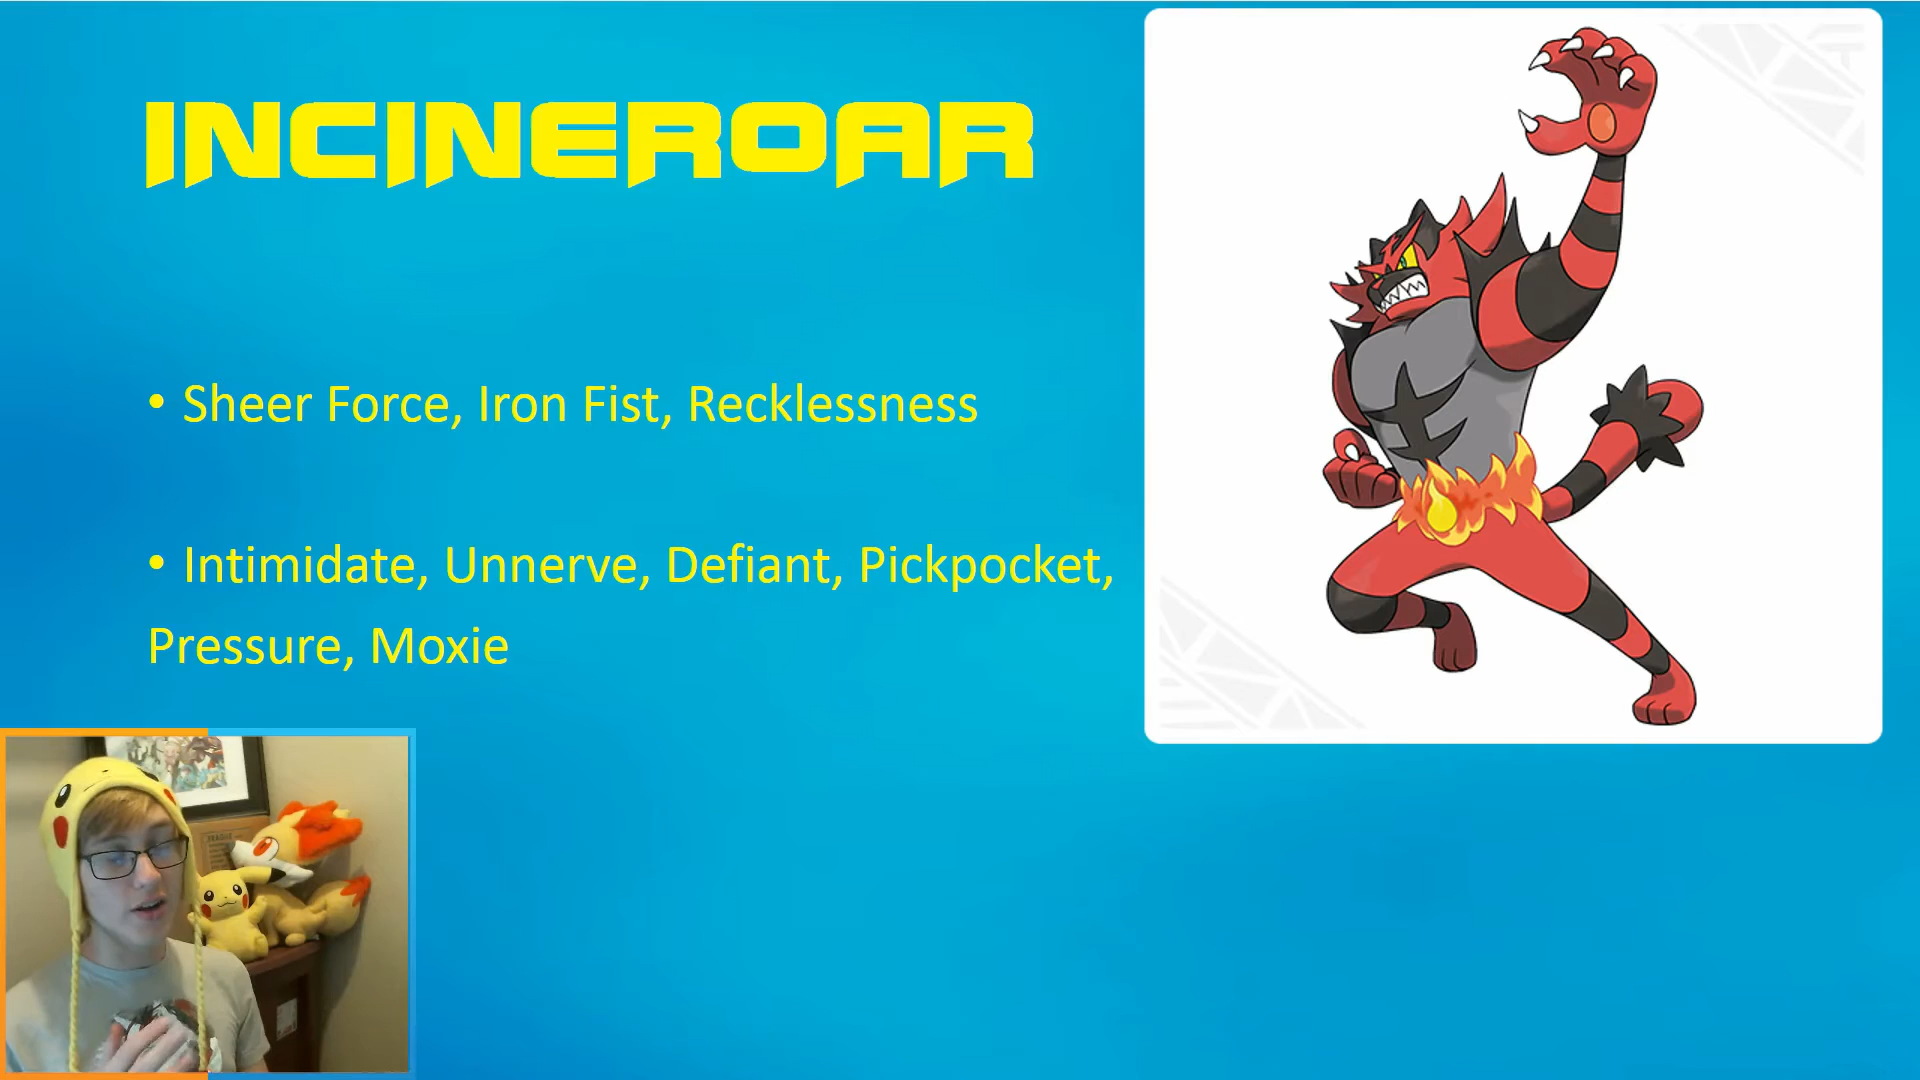 INCINEROAR
• Sheer Force, Iron Fist, Recklessness
• Intimidate, Unnerve, Defiant, Pickpocket,
Pressure, Moxie